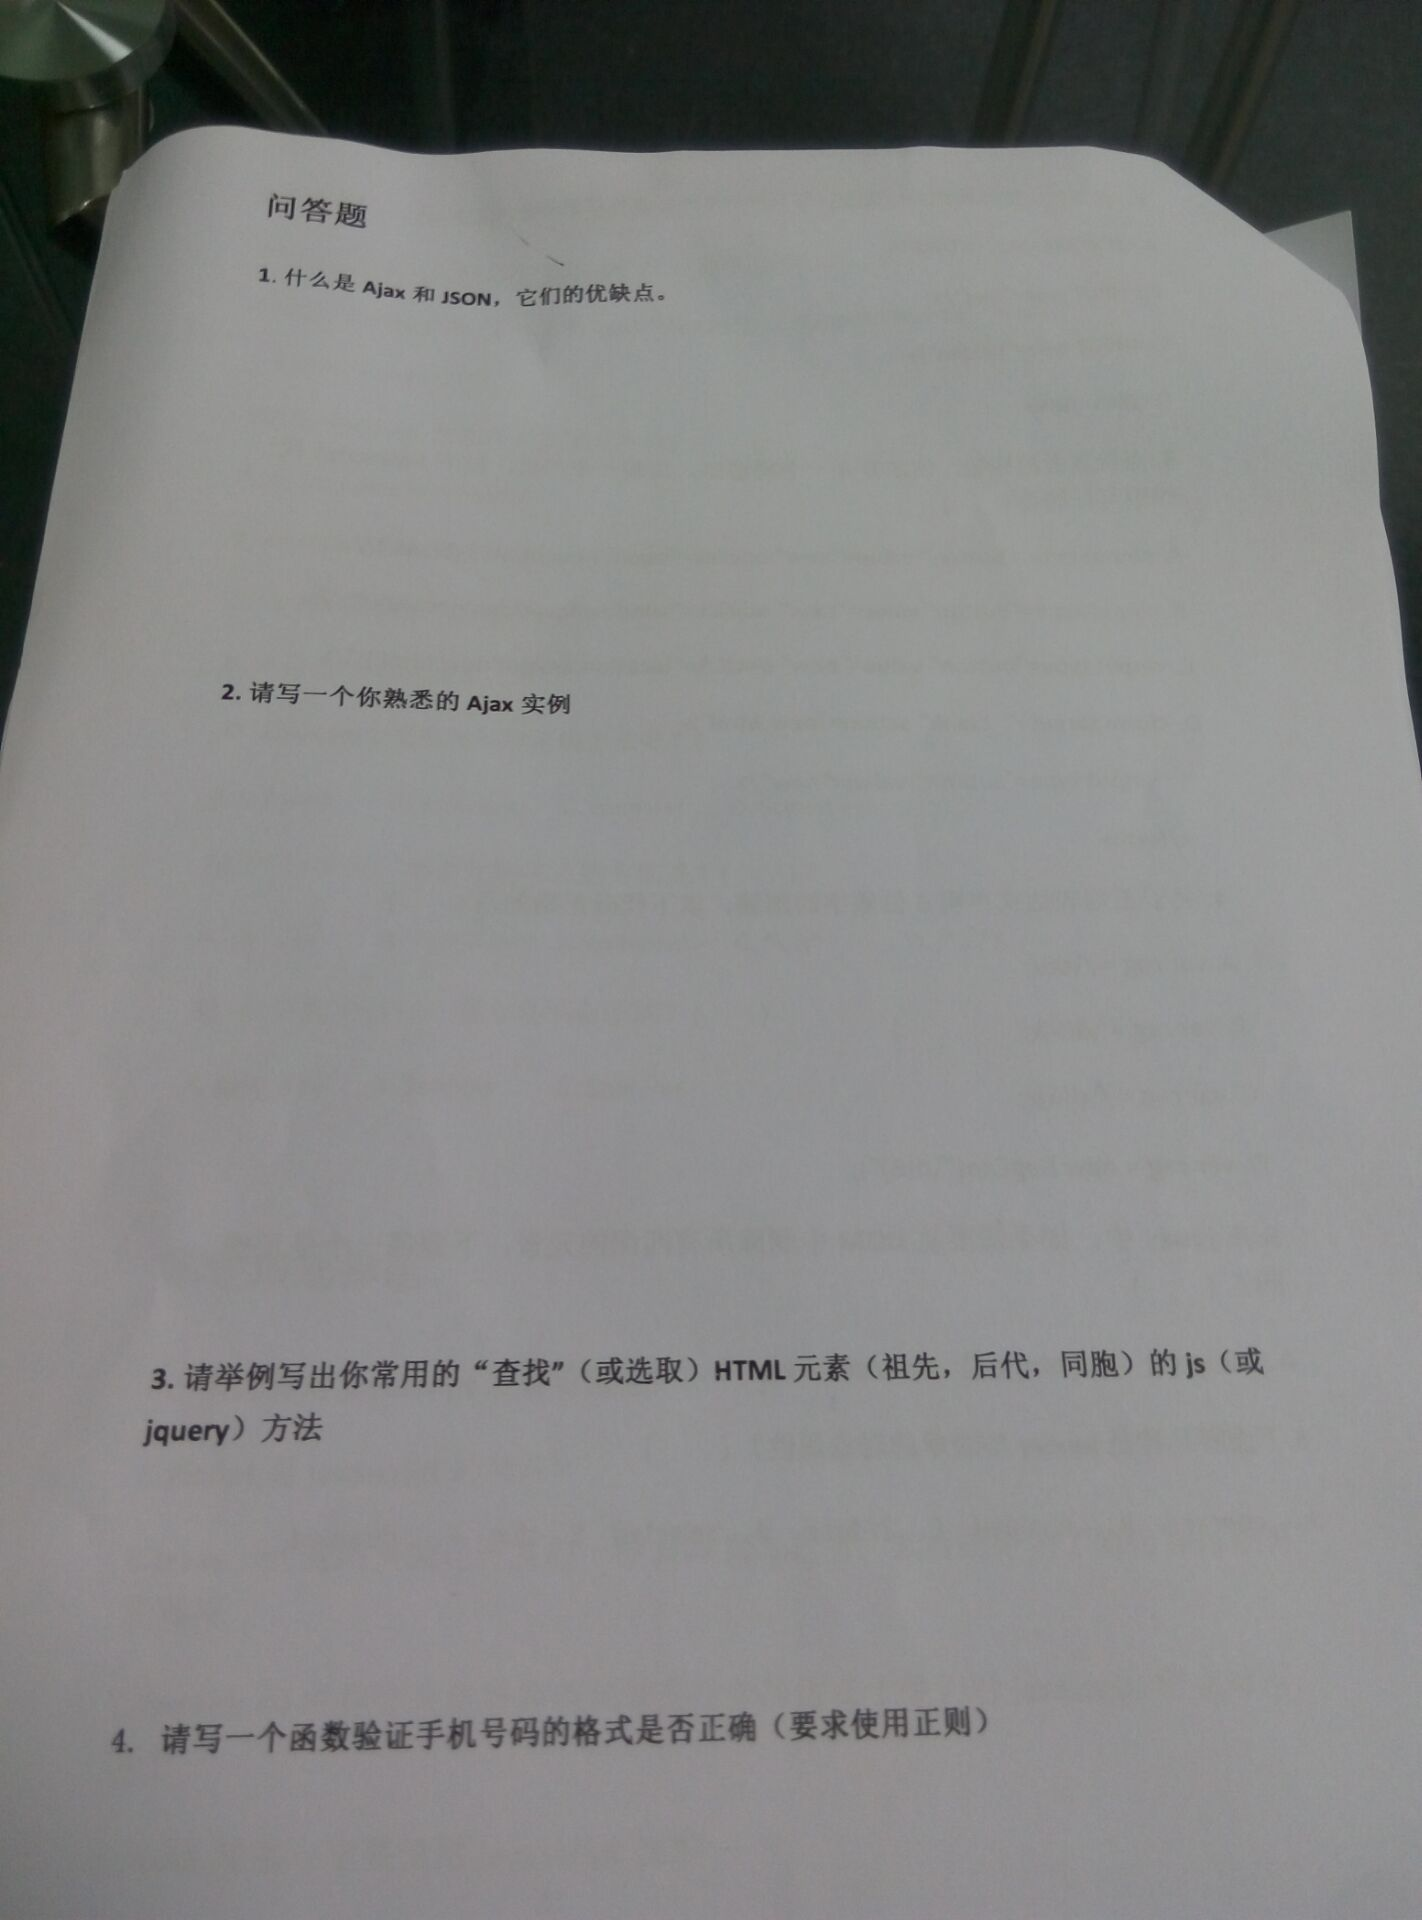 问答题
1. 什么是 Ajax 和 JSON，它们的优缺点。
2. 请写一个你熟悉的 Ajax 实例
3. 请举例写出你常用的“查找”（或选取）HTML 元素（祖先，后代，同胞）的 js（或
jquery）方法
4. 请写一个函数验证手机号码的格式是否正确（要求使用正则）